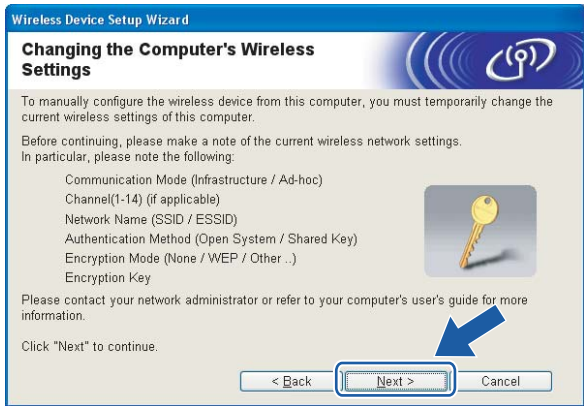 Wireless Device Setup Wizard
Changing the Computer's Wireless
Settings
To manually configure the wireless device from this computer, you must temporarily change the
current wireless settings of this computer.
Before continuing, please make a note of the current wireless network settings.
In particular, please note the following:
Communication Mode (Infrastructure / Ad-hoc)
Channel(1-14) (if applicable)
Network Name (SSID / ESSID)
Authentication Method (Open System / Shared Key)
Encryption Mode (None / WEP / Other ..)
Encryption Key
Please contact your network administrator or refer to your computer's user's guide for more
information.
Click "Next" to continue.
< Back Next > Cancel